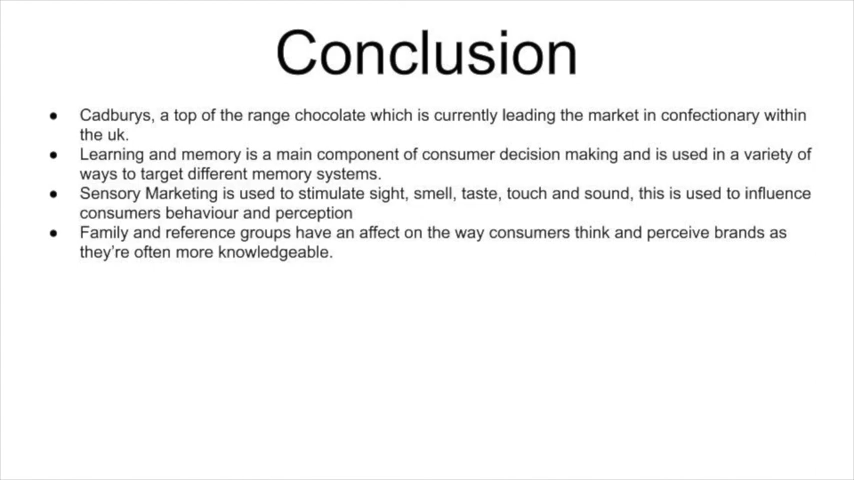 Conclusion
● Cadburys, a top of the range chocolate which is currently leading the market in confectionary within
the uk.
● Learning and memory is a main component of consumer decision making and is used in a variety of
ways to target different memory systems.
● Sensory Marketing is used to stimulate sight, smell, taste, touch and sound, this is used to influence
consumers behaviour and perception
● Family and reference groups have an affect on the way consumers think and perceive brands as
they’re often more knowledgeable.